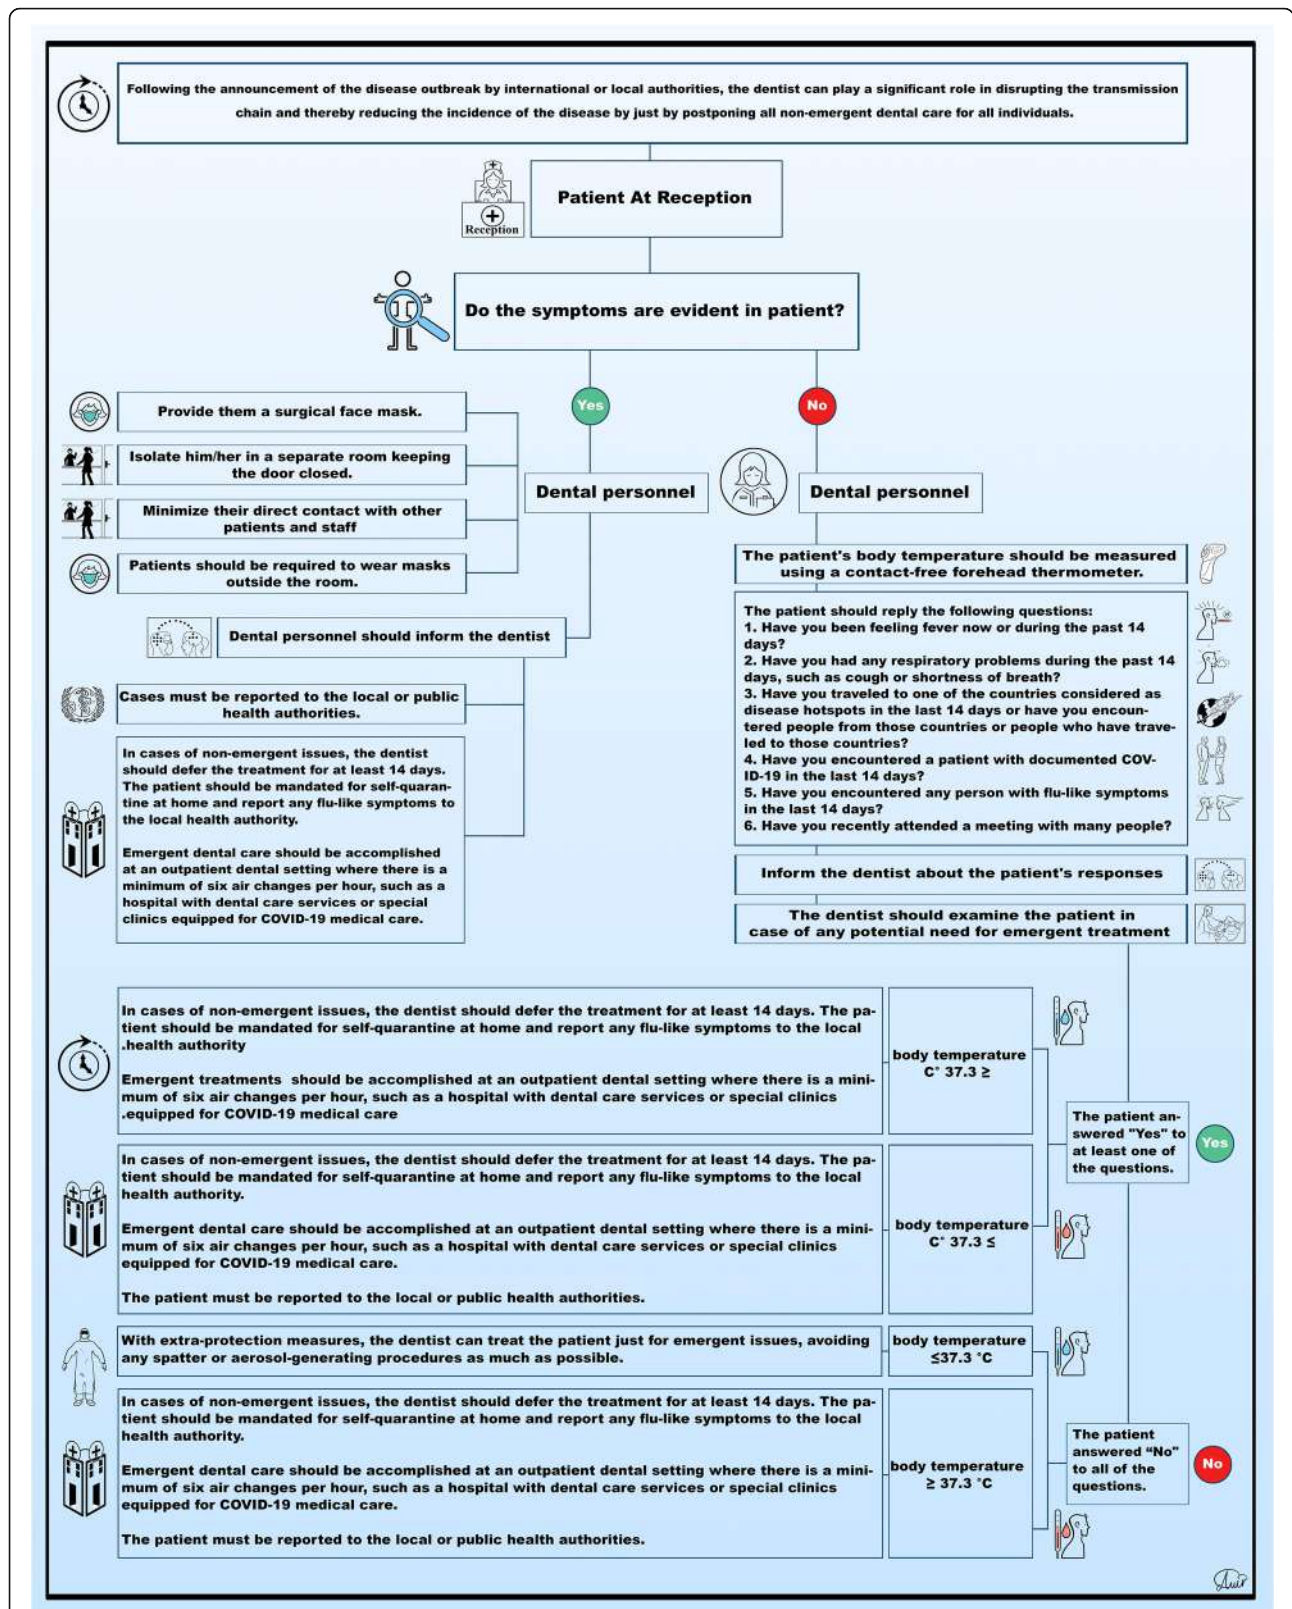 Following the announcement of the disease outbreak by international or local authorities, the dentist can play a significant role in disrupting the transmission
chain and thereby reducing the incidence of the disease by just by postponing all non-emergent dental care for all individuals.
Reception
Patient At Reception
Do the symptoms are evident in patient?
Yes
No
Provide them a surgical face mask.
Isolate him/her in a separate room keeping
the door closed.
Minimize their direct contact with other
patients and staff
Patients should be required to wear masks
outside the room.
Dental personnel
Dental personnel should inform the dentist
Cases must be reported to the local or public
health authorities.
In cases of non-emergent issues, the dentist
should defer the treatment for at least 14 days.
The patient should be mandated for self-quaran-
tine at home and report any flu-like symptoms to
the local health authority.
Emergent dental care should be accomplished
at an outpatient dental setting where there is a
minimum of six air changes per hour, such as a
hospital with dental care services or special
clinics equipped for COVID-19 medical care.
Dental personnel
The patient's body temperature should be measured
using a contact-free forehead thermometer.
The patient should reply the following questions:
1. Have you been feeling fever now or during the past 14
days?
2. Have you had any respiratory problems during the past 14
days, such as cough or shortness of breath?
3. Have you traveled to one of the countries considered as
disease hotspots in the last 14 days or have you encoun-
tered people from those countries or people who have trave-
led to those countries?
4. Have you encountered a patient with documented COV-
ID-19 in the last 14 days?
5. Have you encountered any person with flu-like symptoms
in the last 14 days?
6. Have you recently attended a meeting with many people?
Inform the dentist about the patient's responses
The dentist should examine the patient in
case of any potential need for emergent treatment
In cases of non-emergent issues, the dentist should defer the treatment for at least 14 days. The pa-
tient should be mandated for self-quarantine at home and report any flu-like symptoms to the local
.health authority
Emergent treatments should be accomplished at an outpatient dental setting where there is a mini-
mum of six air changes per hour, such as a hospital with dental care services or special clinics
.equipped for COVID-19 medical care
body temperature
C° 37.3 ≥
The patient an-
swered "Yes" to
at least one of
the questions.
Yes
In cases of non-emergent issues, the dentist should defer the treatment for at least 14 days. The pa-
tient should be mandated for self-quarantine at home and report any flu-like symptoms to the local
health authority.
Emergent dental care should be accomplished at an outpatient dental setting where there is a mini-
mum of six air changes per hour, such as a hospital with dental care services or special clinics
equipped for COVID-19 medical care.
The patient must be reported to the local or public health authorities.
body temperature
C° 37.3 ≤
With extra-protection measures, the dentist can treat the patient just for emergent issues, avoiding
any spatter or aerosol-generating procedures as much as possible.
body temperature
≤37.3 °C
In cases of non-emergent issues, the dentist should defer the treatment for at least 14 days. The pa-
tient should be mandated for self-quarantine at home and report any flu-like symptoms to the local
health authority.
Emergent dental care should be accomplished at an outpatient dental setting where there is a mini-
mum of six air changes per hour, such as a hospital with dental care services or special clinics
equipped for COVID-19 medical care.
The patient must be reported to the local or public health authorities.
body temperature
≥ 37.3 °C
The patient
answered “No"
to all of the
questions.
No